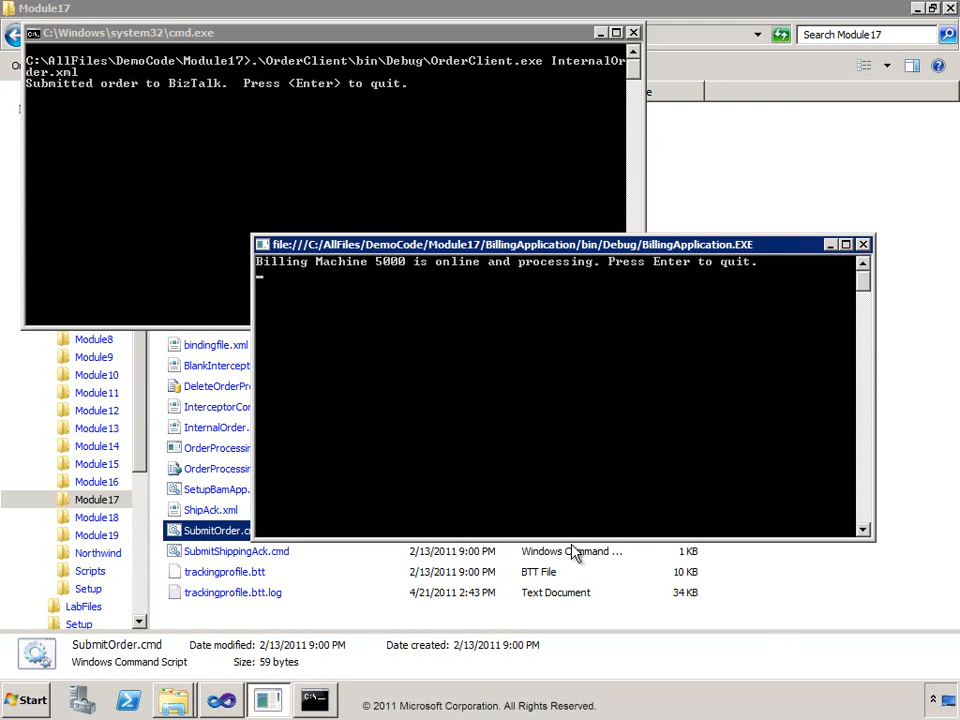 Module17
C:\Windows\system32\cmd.exe
Search Module17
C:\AllFiles\DemoCode\Module17>.\OrderClient\bin\Debug\OrderClient.exe InternalOr
der.xml
Submitted order to BizTalk.  Press <Enter> to quit.
file:///C:/AllFiles/DemoCode/Module17/BillingApplication/bin/Debug/BillingApplication.EXE
Billing Machine 5000 is online and processing. Press Enter to quit.
Module8
bindingfile.xml
Module9
BlankIntercept
Module10
DeleteOrderPr
Module11
InterceptorCon
Module12
InternalOrder.
Module13
OrderProcessin
Module14
OrderProcessin
Module15
SetupBamApp.
Module16
ShipAck.xml
Module17
SubmitOrder.c
Module18
SubmitShippingAck.cmd 2/13/2011 9:00 PM Windows Command ... 1 KB
Module19
trackingprofile.btt 2/13/2011 9:00 PM BTT File 10 KB
Northwind
trackingprofile.btt.log 4/21/2011 2:43 PM Text Document 34 KB
Scripts
Setup
LabFiles
Setup
SubmitOrder.cmd Date modified: 2/13/2011 9:00 PM Date created: 2/13/2011 9:00 PM
Windows Command Script Size: 59 bytes
Start
© 2011 Microsoft Corporation. All Rights Reserved.